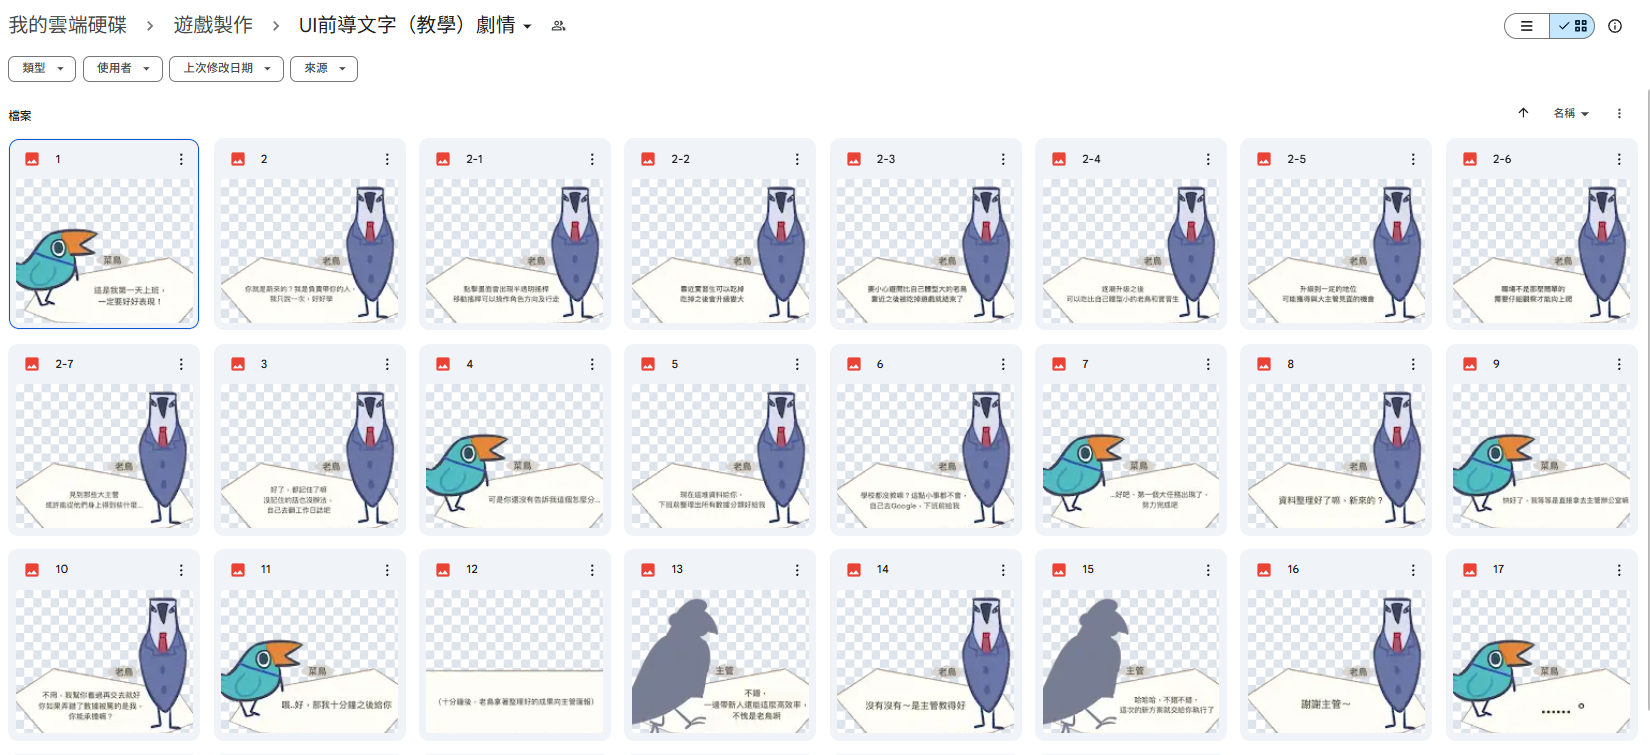 我的雲端硬碟 › 遊戲製作 › UI前導文字（教學）劇情
類型 使用者 上次修改日期 來源
檔案
名稱
1
菜鳥
這是我第一天上班，
一定要好好表現！
2
老鳥
你就是新來的？我是負責帶你的人，
我只說一次，好好學
2-1
老鳥
點擊畫面會出現半透明搖桿
移動搖桿可以操作角色方向及行走
2-2
老鳥
靠近實習生可以吃掉
吃掉之後會升級變大
2-3
老鳥
要小心避開比自己體型大的老鳥
靠近之後被吃掉遊戲就結束了
2-4
老鳥
逐漸升級之後
可以吃比自己體型小的老鳥和實習生
2-5
老鳥
升級到一定的地位
可能獲得與大主管見面的機會
2-6
老鳥
職場不是那麼簡單的
需要仔細觀察才能向上爬
2-7
老鳥
見到那些大主管
或許能從他們身上得到些什麼...
3
老鳥
好了，都記住了嗎
沒記住的話也沒辦法，
自己去翻工作日誌吧
4
菜鳥
可是你還沒有告訴我這個怎麼分...
5
老鳥
現在這堆資料給你，
下班前整理出所有數據分類好給我
6
老鳥
學校都沒教嗎？這點小事都不會，
自己去Google，下班前給我
7
菜鳥
...好吧，第一個大任務出現了，
努力完成吧
8
老鳥
資料整理好了嗎，新來的？
9
菜鳥
快好了，我等等是直接拿去主管辦公室嗎
10
老鳥
不用，我幫你看過再交去就好
你如果弄錯了數據被罵的是我，
你能承擔嗎？
11
菜鳥
哦..好，那我十分鐘之後給你
12
（十分鐘後，老鳥拿著整理好的成果向主管匯報）
13
主管
不錯，
一邊帶新人還能這麼高效率，
不愧是老鳥啊
14
老鳥
沒有沒有～是主管教得好
15
主管
哈哈哈，不錯不錯，
這次的新方案就交給你執行了
16
老鳥
謝謝主管～
17
菜鳥
......。